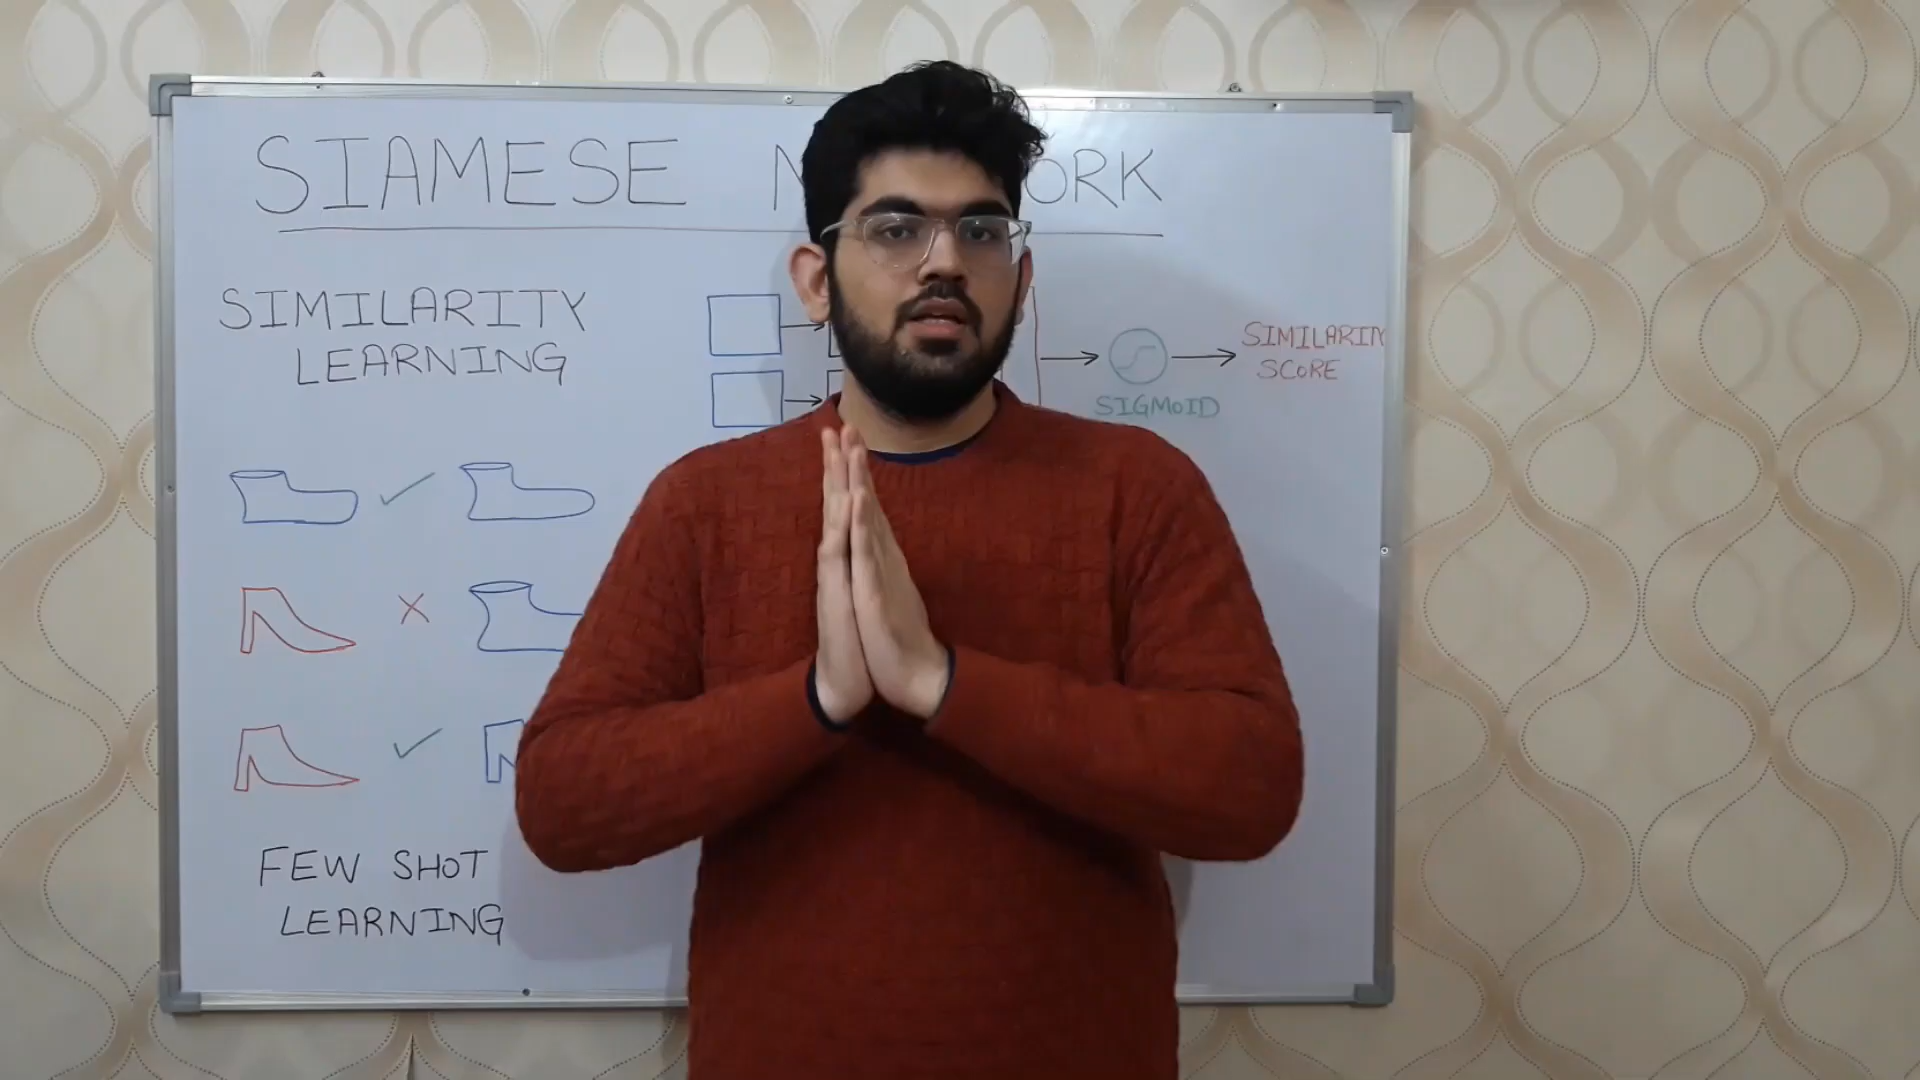 SIAMESE N ORK
SIMILARITY
LEARNING
SIMILARITY
SCORE
SIGMOID
FEW SHOT
LEARNING